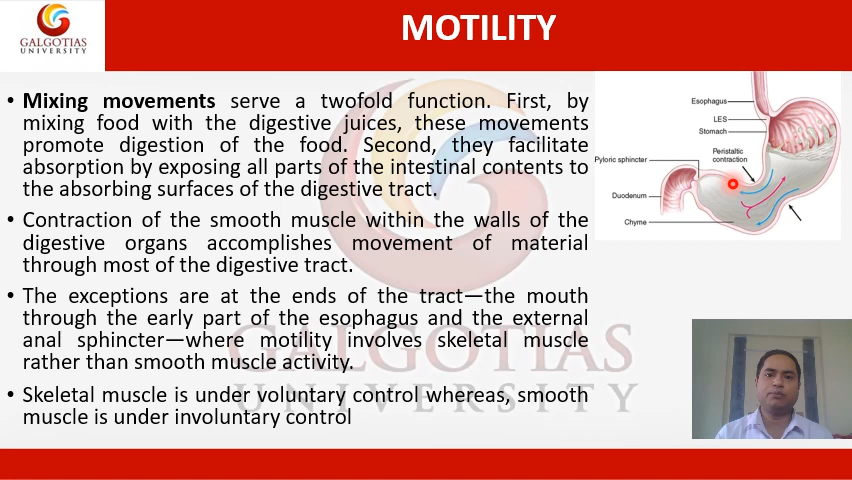 GALGOTIAS
UNIVERSITY
MOTILITY
• Mixing movements serve a twofold function. First, by
mixing food with the digestive juices, these movements
promote digestion of the food. Second, they facilitate
absorption by exposing all parts of the intestinal contents to
the absorbing surfaces of the digestive tract.
• Contraction of the smooth muscle within the walls of the
digestive organs accomplishes movement of material
through most of the digestive tract.
• The exceptions are at the ends of the tract—the mouth
through the early part of the esophagus and the external
anal sphincter—where motility involves skeletal muscle
rather than smooth muscle activity.
• Skeletal muscle is under voluntary control whereas, smooth
muscle is under involuntary control
Esophagus
LES
Stomach
Peristaltic
contraction
Pyloric sphincter
Duodenum
Chyme
GALGOTIAS
UNIVERSITY